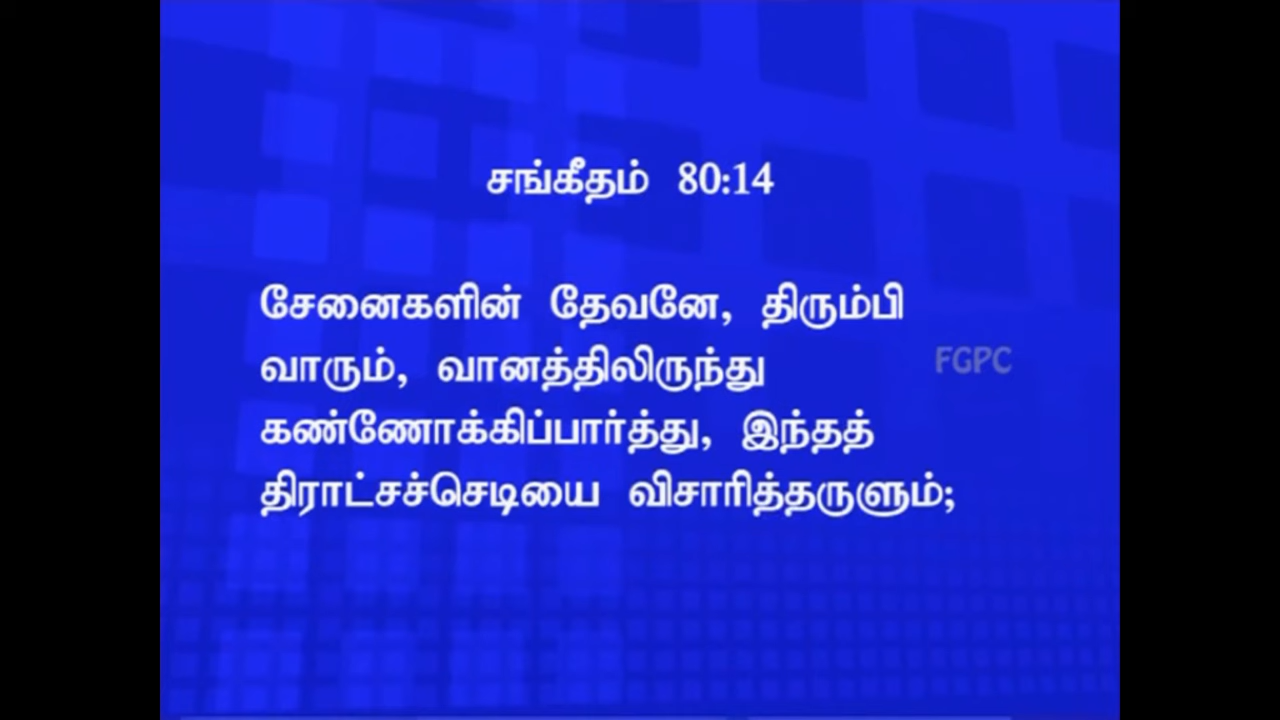 சங்கீதம் 80:14
சேனைகளின் தேவனே, திரும்பி
வாரும், வானத்திலிருந்து
FGPC
கண்ணோக்கிப்பார்த்து, இந்தத்
திராட்சச்செடியை விசாரித்தருளும்;